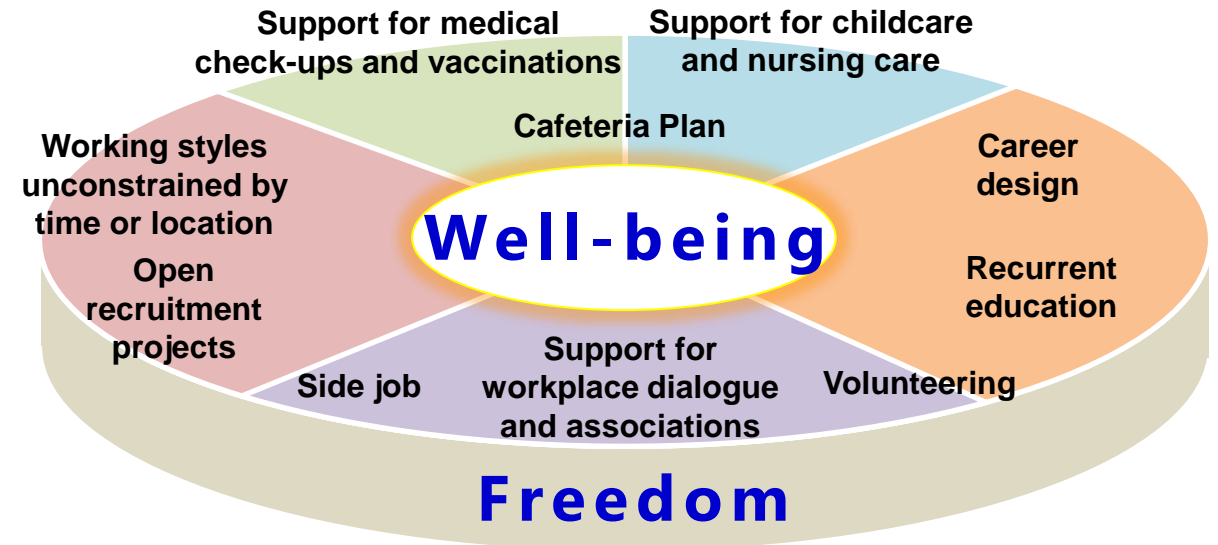 Support for medical
check-ups and vaccinations
Support for childcare
and nursing care
Cafeteria Plan
Working styles
unconstrained by
time or location
Career
design
Well-being
Open
recruitment
projects
Recurrent
education
Side job
Support for
workplace dialogue
and associations
Volunteering
Freedom